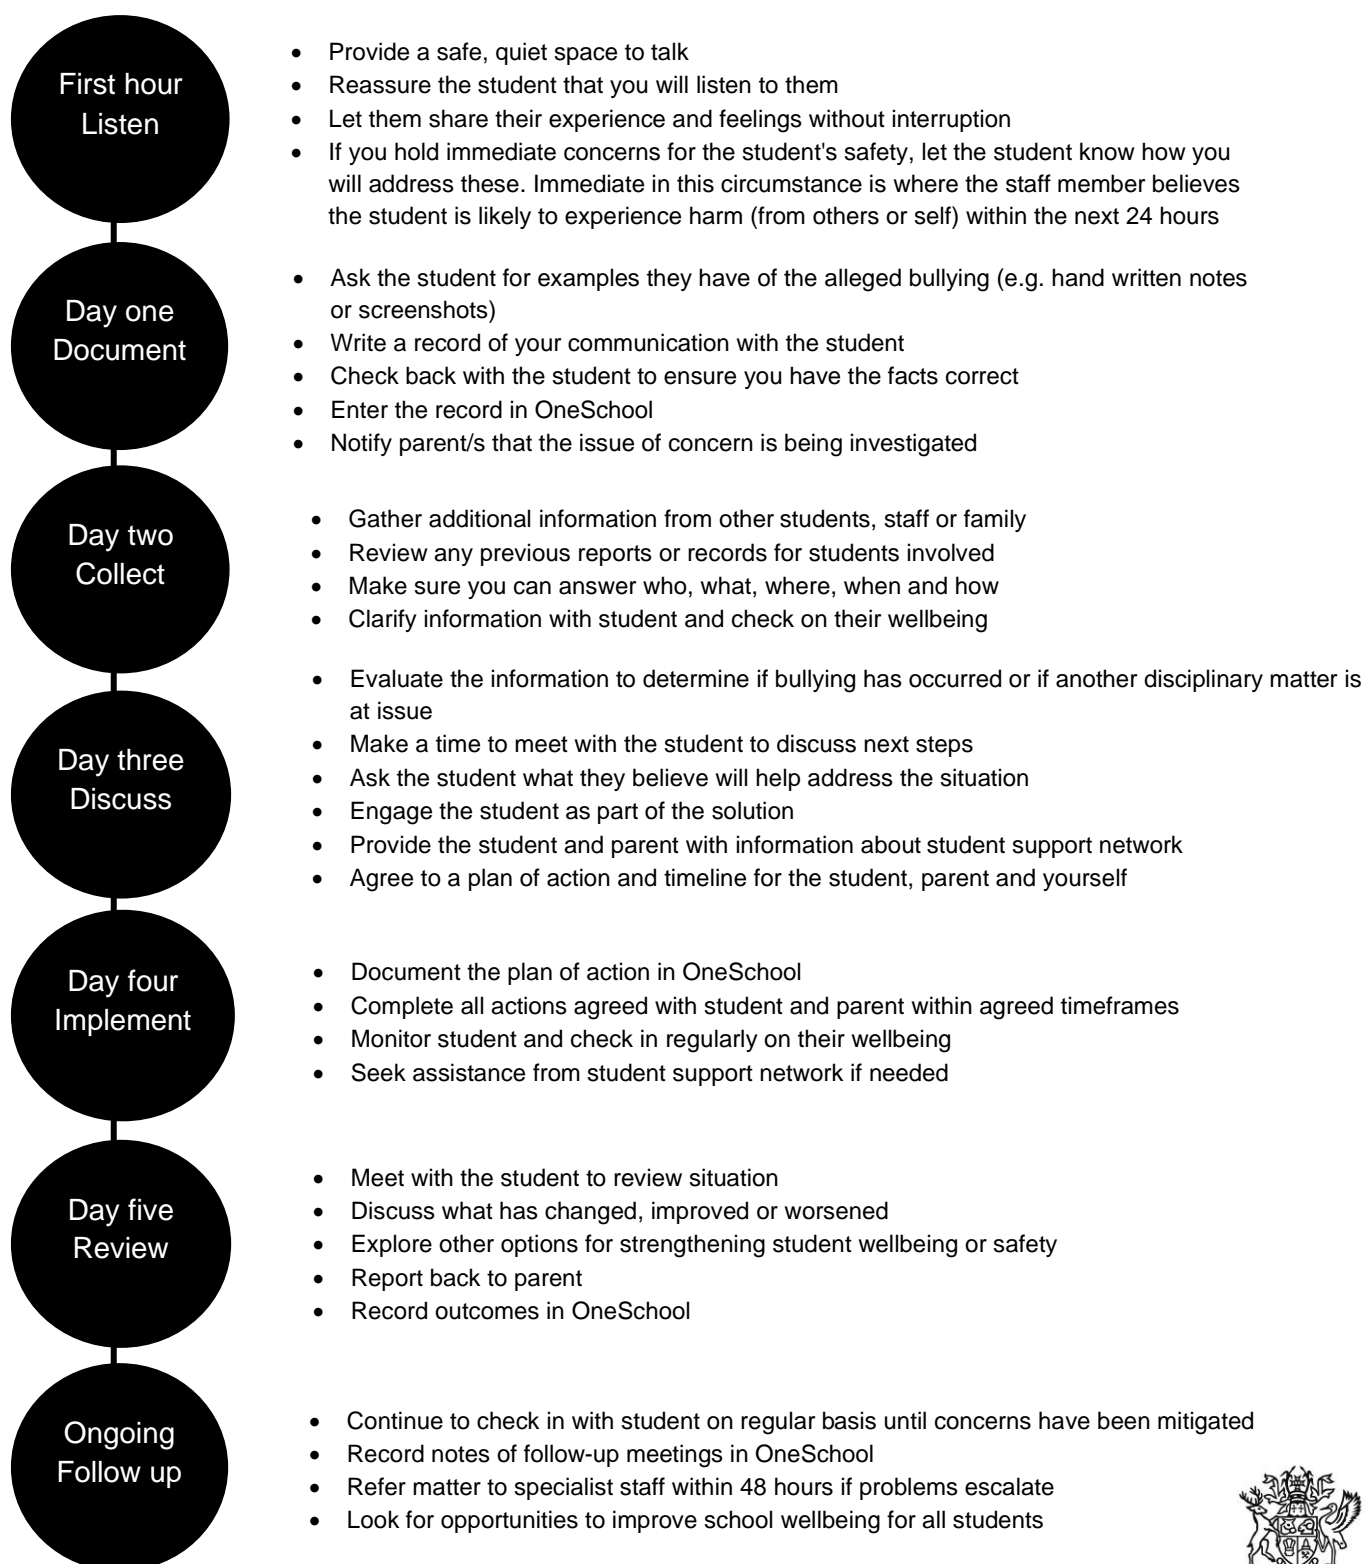 First hour
Listen
• Provide a safe, quiet space to talk
• Reassure the student that you will listen to them
• Let them share their experience and feelings without interruption
• If you hold immediate concerns for the student's safety, let the student know how you
will address these. Immediate in this circumstance is where the staff member believes
the student is likely to experience harm (from others or self) within the next 24 hours
Day one
Document
• Ask the student for examples they have of the alleged bullying (e.g. hand written notes
or screenshots)
• Write a record of your communication with the student
• Check back with the student to ensure you have the facts correct
• Enter the record in OneSchool
• Notify parent/s that the issue of concern is being investigated
Day two
Collect
• Gather additional information from other students, staff or family
• Review any previous reports or records for students involved
• Make sure you can answer who, what, where, when and how
• Clarify information with student and check on their wellbeing
Day three
Discuss
• Evaluate the information to determine if bullying has occurred or if another disciplinary matter is
at issue
• Make a time to meet with the student to discuss next steps
• Ask the student what they believe will help address the situation
• Engage the student as part of the solution
• Provide the student and parent with information about student support network
• Agree to a plan of action and timeline for the student, parent and yourself
Day four
Implement
• Document the plan of action in OneSchool
• Complete all actions agreed with student and parent within agreed timeframes
• Monitor student and check in regularly on their wellbeing
• Seek assistance from student support network if needed
Day five
Review
• Meet with the student to review situation
• Discuss what has changed, improved or worsened
• Explore other options for strengthening student wellbeing or safety
• Report back to parent
• Record outcomes in OneSchool
Ongoing
Follow up
• Continue to check in with student on regular basis until concerns have been mitigated
• Record notes of follow-up meetings in OneSchool
• Refer matter to specialist staff within 48 hours if problems escalate
• Look for opportunities to improve school wellbeing for all students